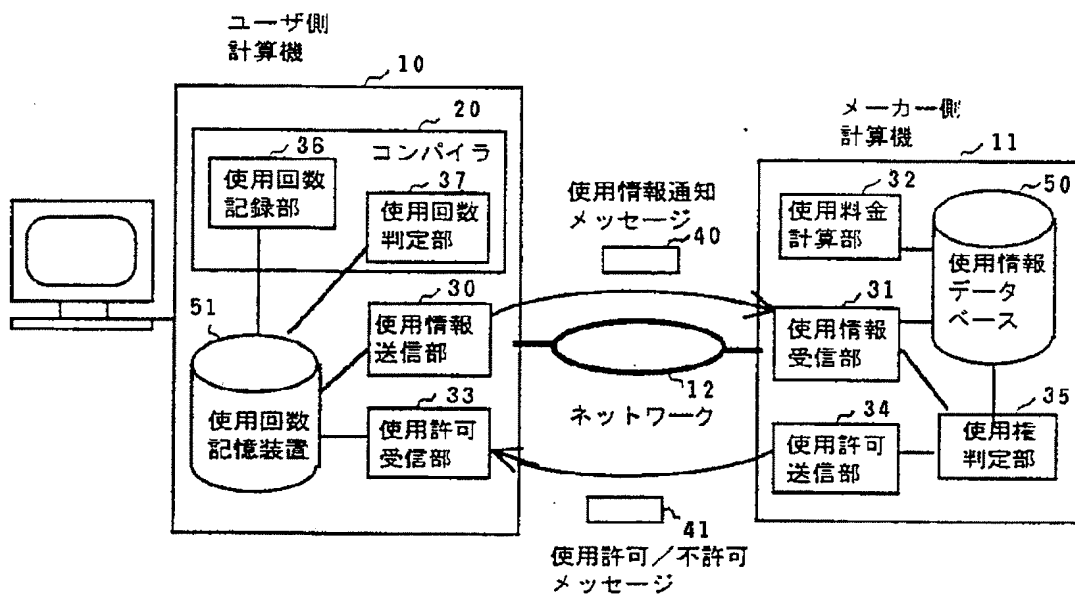 ユーザ側
計算機
10
20
コンパイラ
36
使用回数
記録部
37
使用回数
判定部
51
使用回数
記憶装置
30
使用情報
送信部
33
使用許可
受信部
使用情報通知
メッセージ
40
12
ネットワーク
41
使用許可/不許可
メッセージ
メーカー側
計算機
11
32
使用料金
計算部
50
使用情報
データ
ベース
31
使用情報
受信部
34
使用許可
送信部
35
使用権
判定部